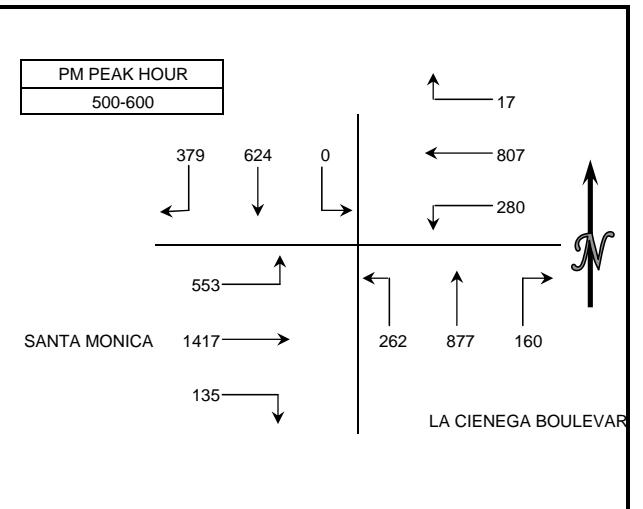 PM PEAK HOUR
500-600
17
379 624 0
807
280
553
N
SANTA MONICA 1417
262 877 160
135
LA CIENEGA BOULEVAR